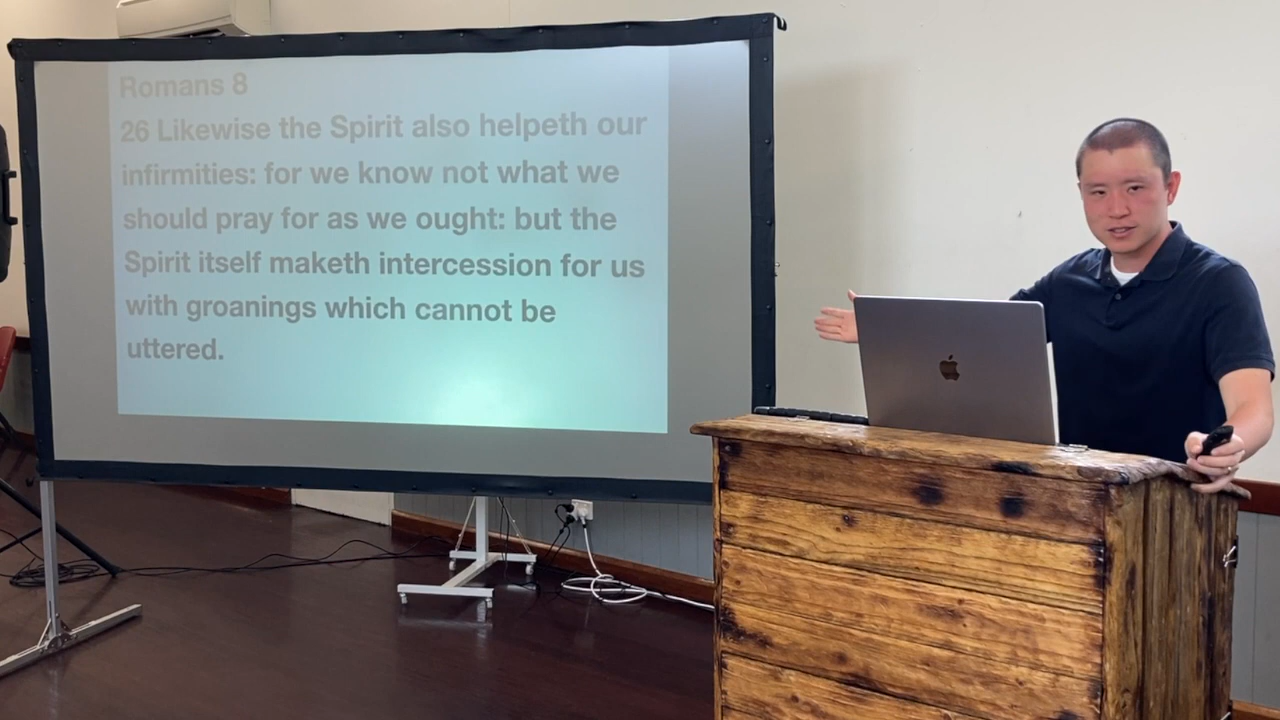 Romans 8
26 Likewise the Spirit also helpeth our
infirmities: for we know not what we
should pray for as we ought: but the
Spirit itself maketh intercession for us
with groanings which cannot be
uttered.